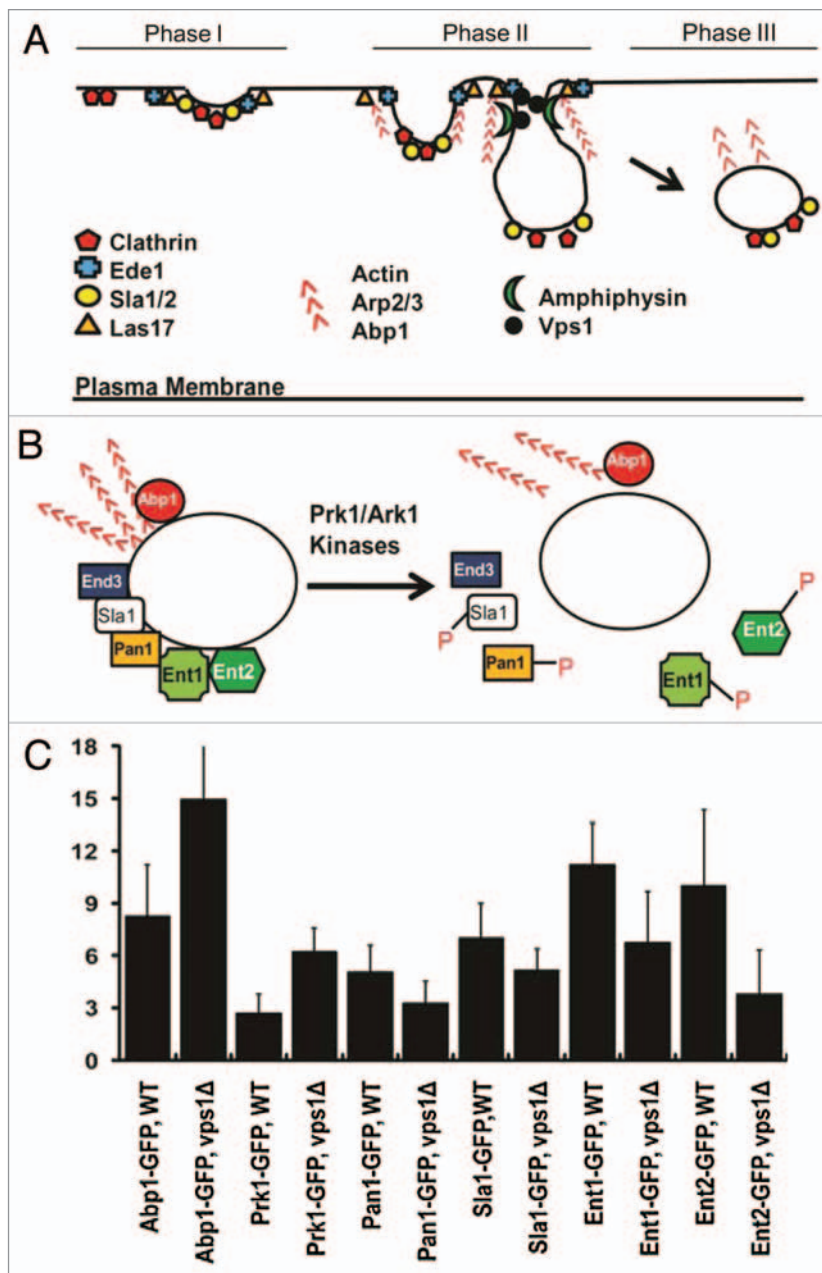 A
Phase I
Phase II
Phase III
Clathrin
Ede1
Sla1/2
Las17
Actin
Arp2/3
Abp1
Amphiphysin
Vps1
Plasma Membrane
B
Abp1
End3
Sla1
Pan1
Ent1
Ent2
Prk1/Ark1
Kinases
Abp1
End3
Sla1
P
Pan1
P
Ent1
P
Ent2
P
C
18
15
12
9
6
3
0
Abp1-GFP, WT
Abp1-GFP, vps1Δ
Prk1-GFP, WT
Prk1-GFP, vps1Δ
Pan1-GFP, WT
Pan1-GFP, vps1Δ
Sla1-GFP,WT
Sla1-GFP, vps1Δ
Ent1-GFP, WT
Ent1-GFP, vps1Δ
Ent2-GFP, WT
Ent2-GFP, vps1Δ